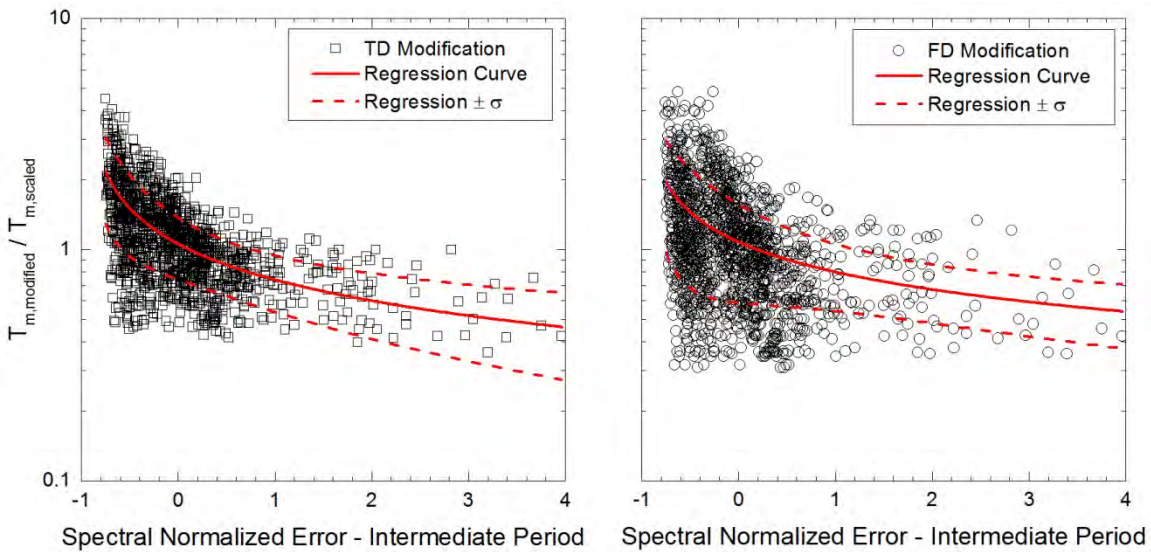 T_m,modified / T_m,scaled
10
1
0.1
TD Modification
Regression Curve
Regression ± σ
-1 0 1 2 3 4
Spectral Normalized Error - Intermediate Period
FD Modification
Regression Curve
Regression ± σ
-1 0 1 2 3 4
Spectral Normalized Error - Intermediate Period